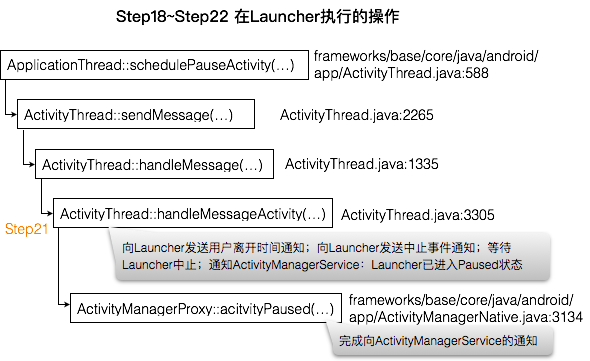 Step18~Step22 在Launcher执行的操作
ApplicationThread::schedulePauseActivity(…)
frameworks/base/core/java/android/
app/ActivityThread.java:588
ActivityThread::sendMessage(…)
ActivityThread.java:2265
ActivityThread::handleMessage(…)
ActivityThread.java:1335
ActivityThread::handleMessageActivity(…)
ActivityThread.java:3305
Step21
向Launcher发送用户离开时间通知；向Launcher发送中止事件通知；等待
Launcher中止；通知ActivityManagerService：Launcher已进入Paused状态
ActivityManagerProxy::acitvityPaused(…)
frameworks/base/core/java/android/
app/ActivityManagerNative.java:3134
完成向ActivityManagerService的通知